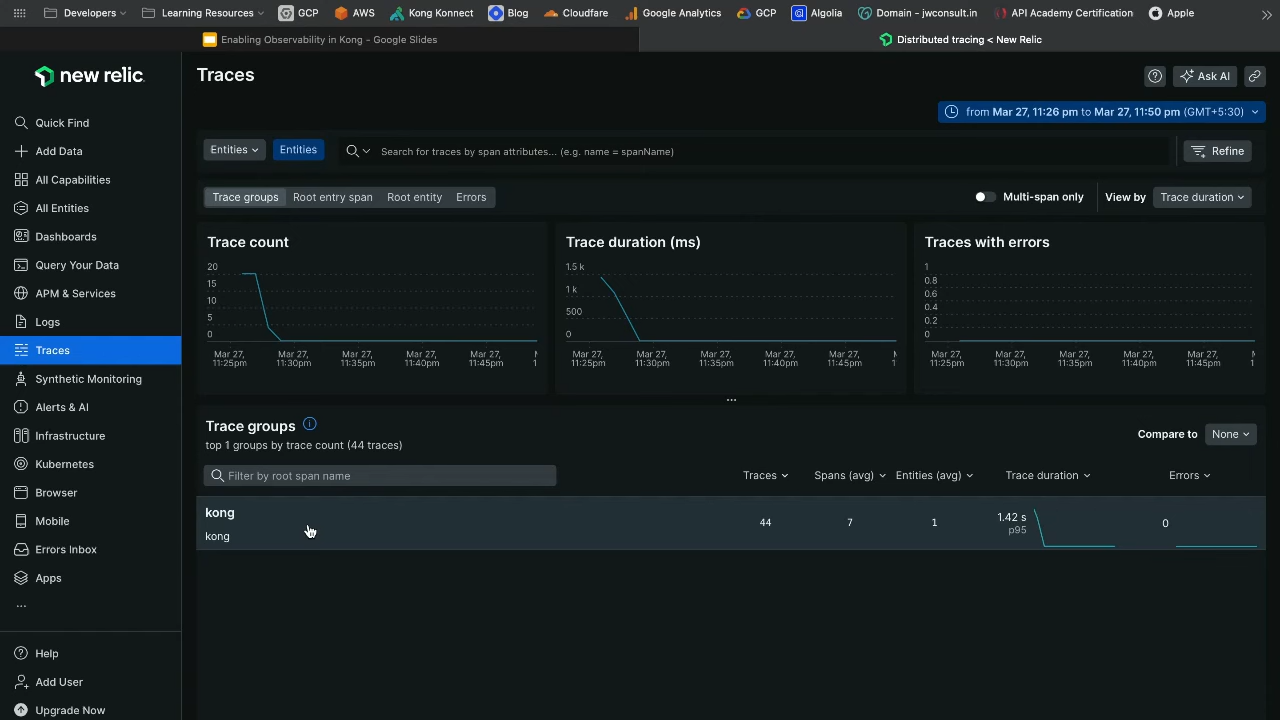 Developers
Learning Resources
GCP
AWS
Kong Konnect
Blog
Cloudfare
Google Analytics
GCP
Algolia
Domain - jwconsult.in
API Academy Certification
Apple
Enabling Observability in Kong - Google Slides
Distributed tracing < New Relic
new relic
Quick Find
Add Data
All Capabilities
All Entities
Dashboards
Query Your Data
APM & Services
Logs
Traces
Synthetic Monitoring
Alerts & AI
Infrastructure
Kubernetes
Browser
Mobile
Errors Inbox
Apps
...
Help
Add User
Upgrade Now
Traces
Ask AI
from Mar 27, 11:26 pm to Mar 27, 11:50 pm (GMT+5:30)
Entities
Entities
Search for traces by span attributes... (e.g. name = spanName)
Refine
Trace groups
Root entry span
Root entity
Errors
Multi-span only
View by
Trace duration
Trace count
20
15
10
5
0
Mar 27, 11:25pm
Mar 27, 11:30pm
Mar 27, 11:35pm
Mar 27, 11:40pm
Mar 27, 11:45pm
Trace duration (ms)
1.5 k
1 k
500
0
Mar 27, 11:25pm
Mar 27, 11:30pm
Mar 27, 11:35pm
Mar 27, 11:40pm
Mar 27, 11:45pm
Traces with errors
1
0.8
0.6
0.4
0.2
0
Mar 27, 11:25pm
Mar 27, 11:30pm
Mar 27, 11:35pm
Mar 27, 11:40pm
Mar 27, 11:45pm
...
Trace groups
top 1 groups by trace count (44 traces)
Compare to
None
Filter by root span name
Traces
Spans (avg)
Entities (avg)
Trace duration
Errors
kong
kong
44
7
1
1.42 s
p95
0